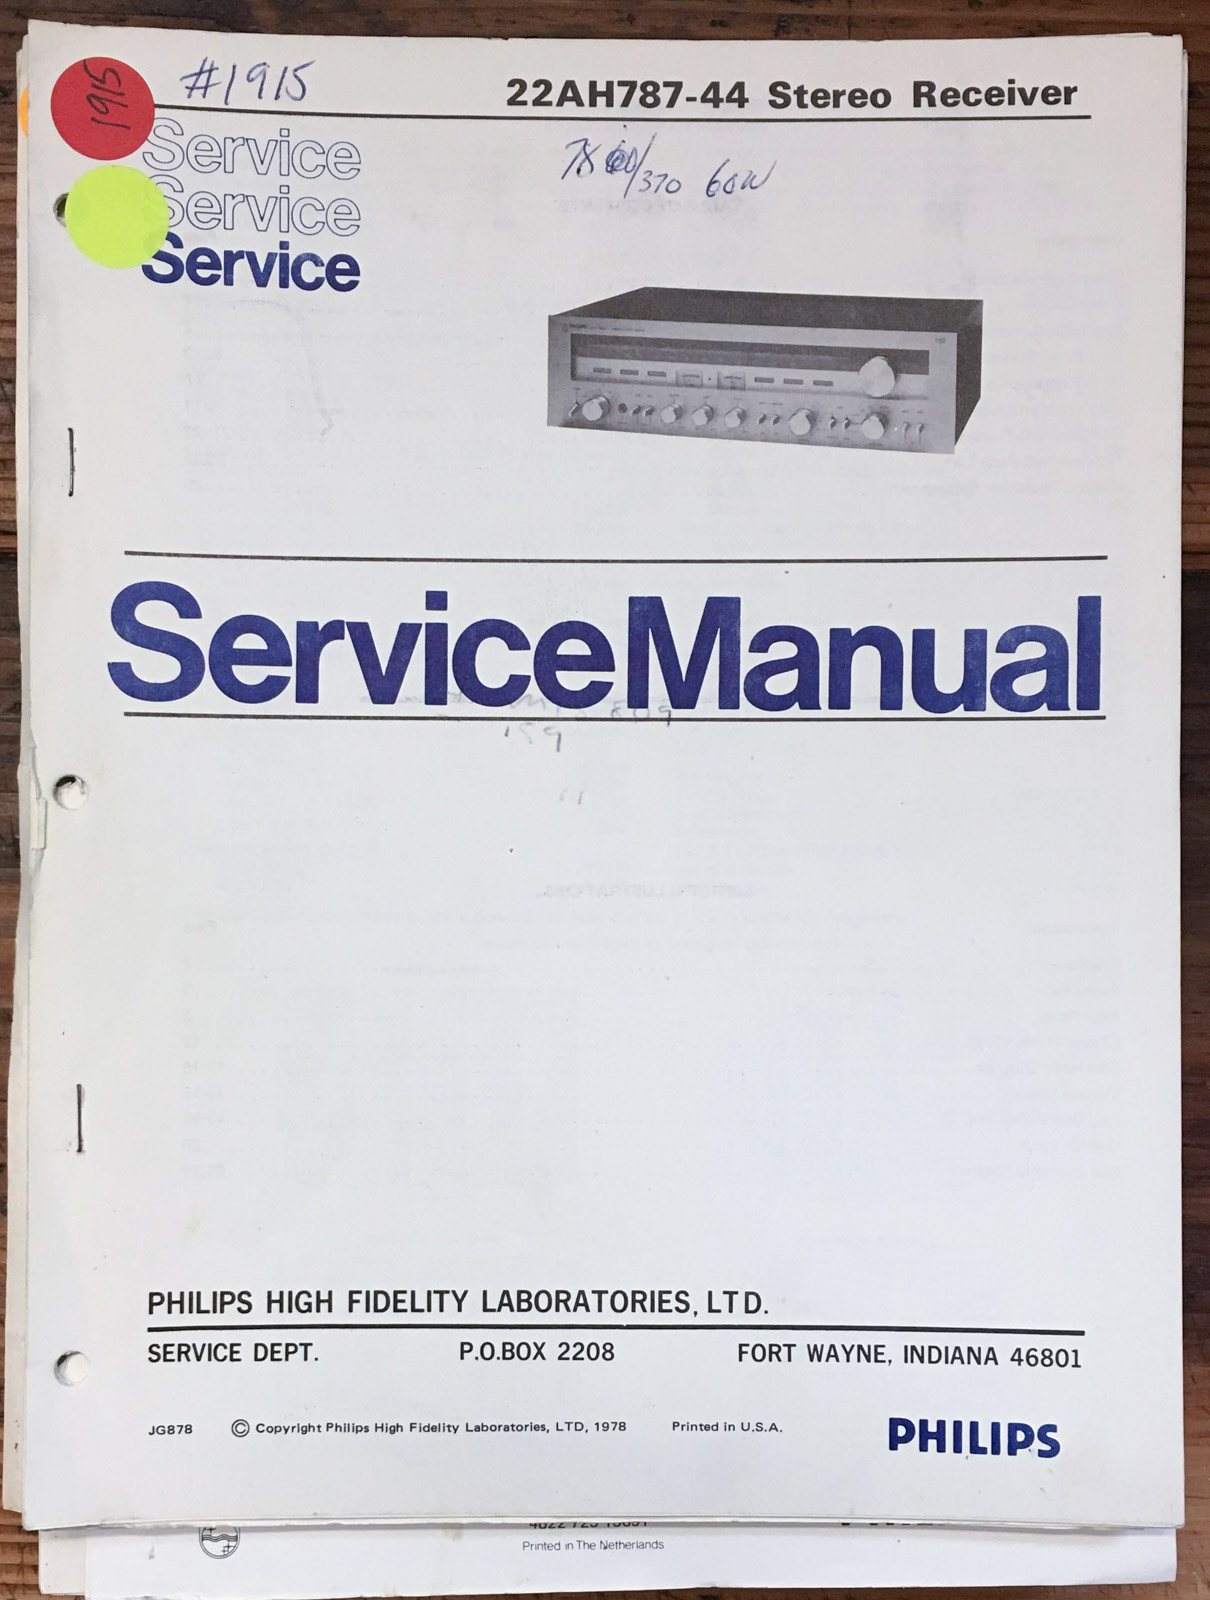 #1915
1915
22AH787-44 Stereo Receiver
Service
Service
Service
/370 60W
ServiceManual
PHILIPS HIGH FIDELITY LABORATORIES, LTD.
SERVICE DEPT. P.O.BOX 2208 FORT WAYNE, INDIANA 46801
JG878 © Copyright Philips High Fidelity Laboratories, LTD, 1978 Printed in U.S.A. PHILIPS
Printed in The Netherlands